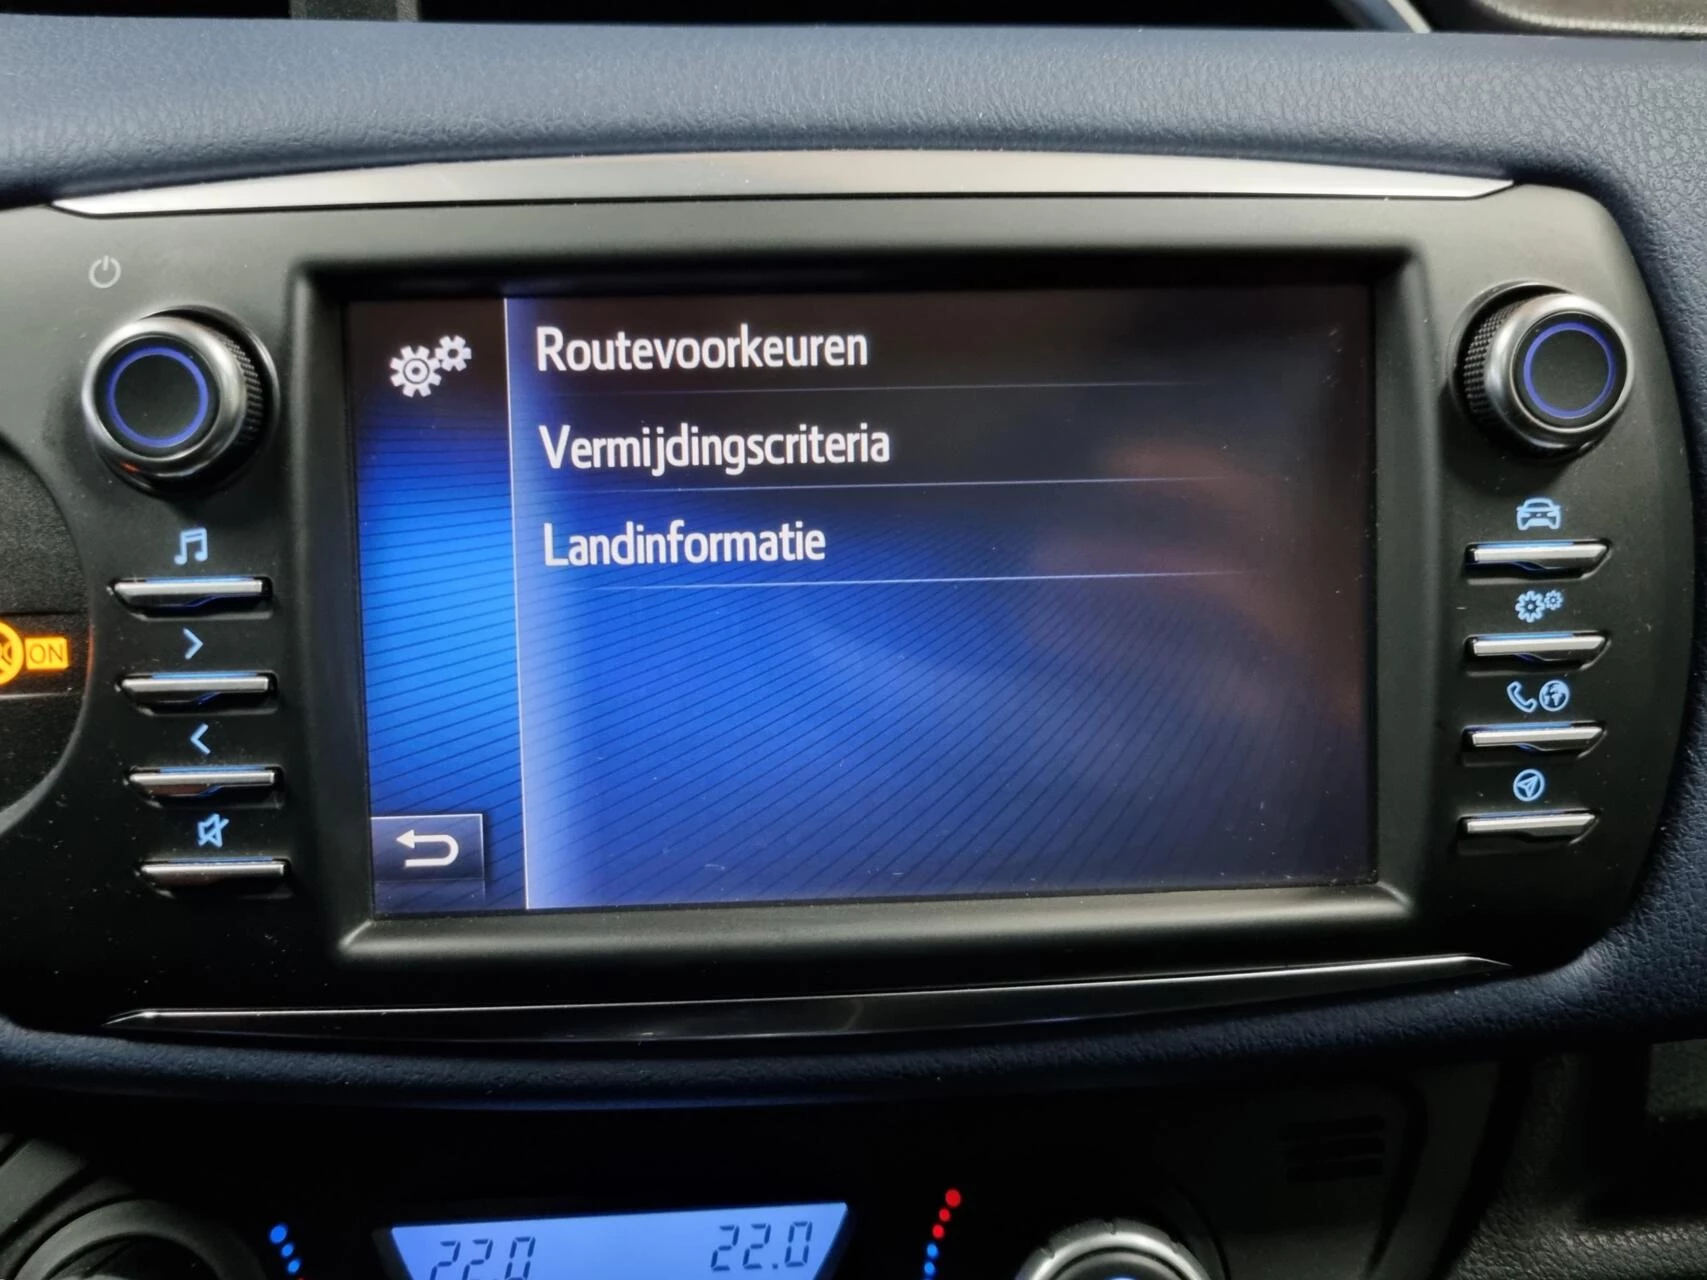 Routevoorkeuren
Vermijdingscriteria
Landinformatie
ON
22.0 22.0